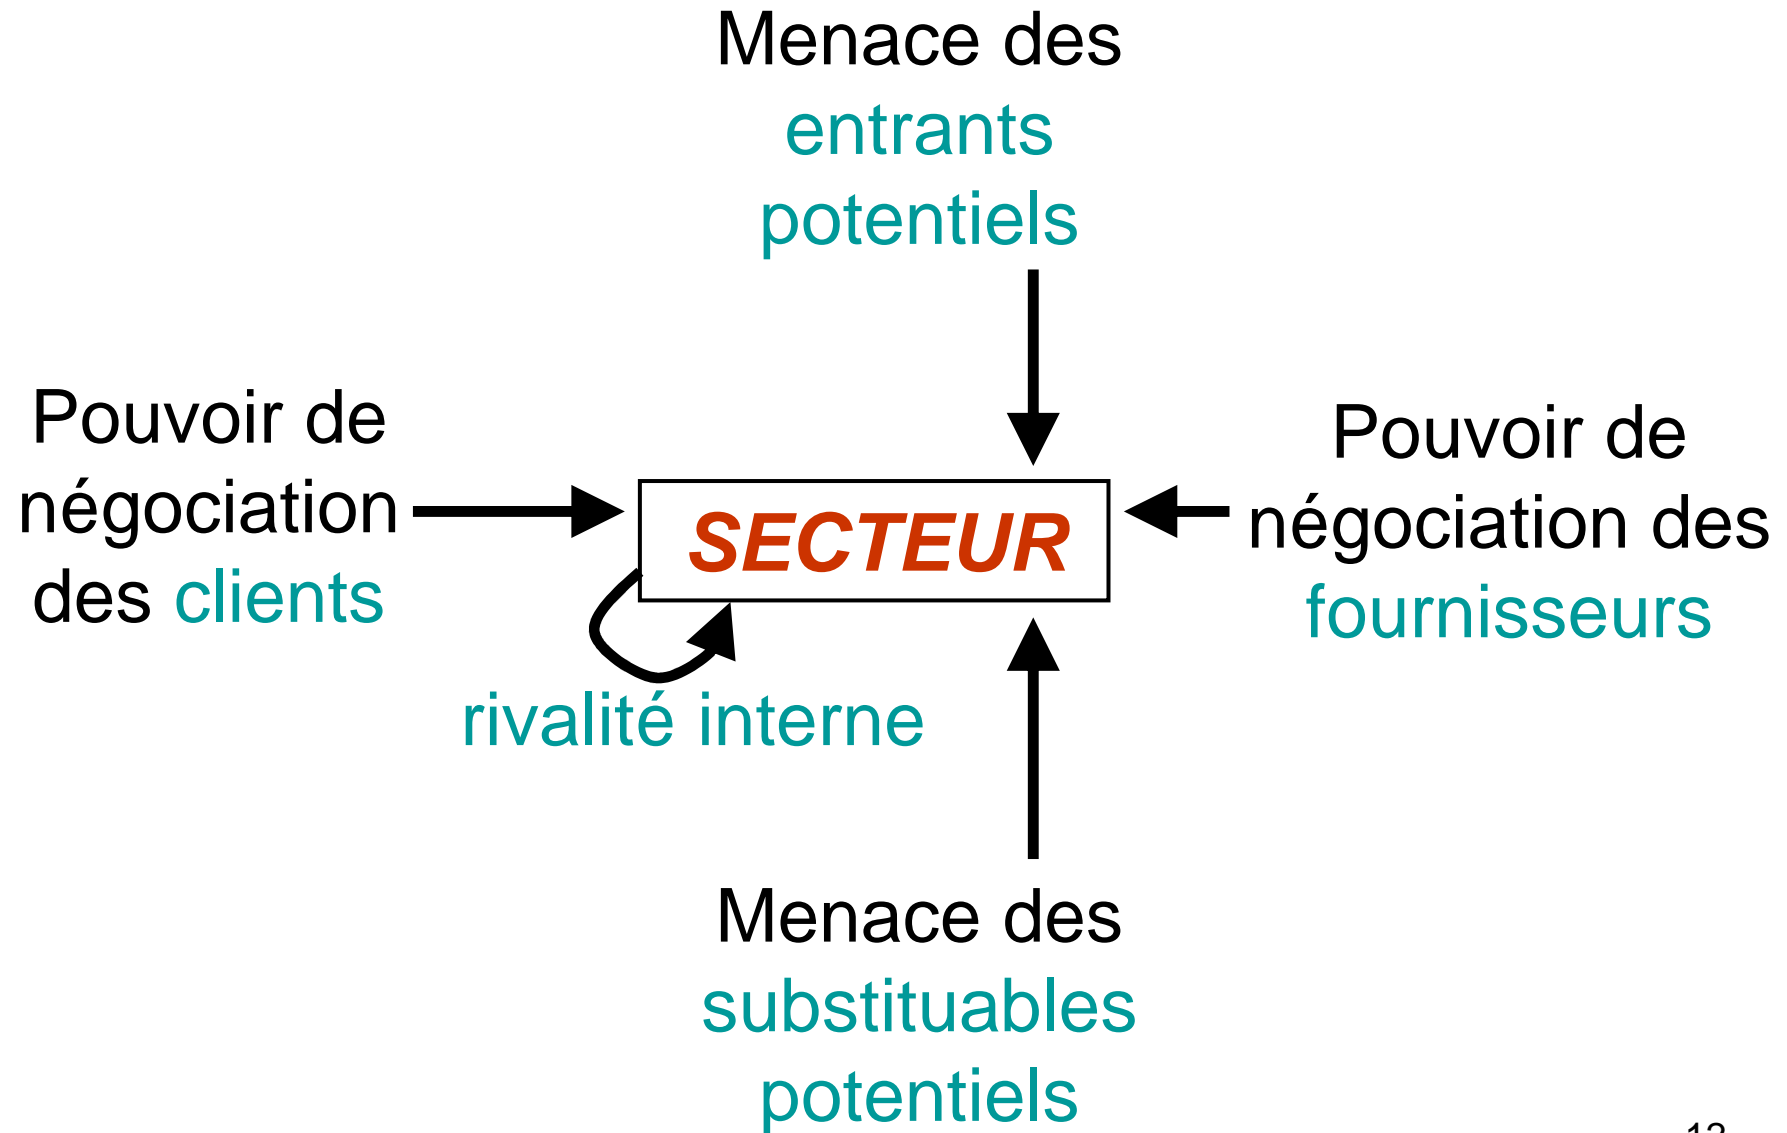 Menace des
entrants
potentiels
Pouvoir de
négociation
des clients
SECTEUR
Pouvoir de
négociation des
fournisseurs
rivalité interne
Menace des
substituables
potentiels